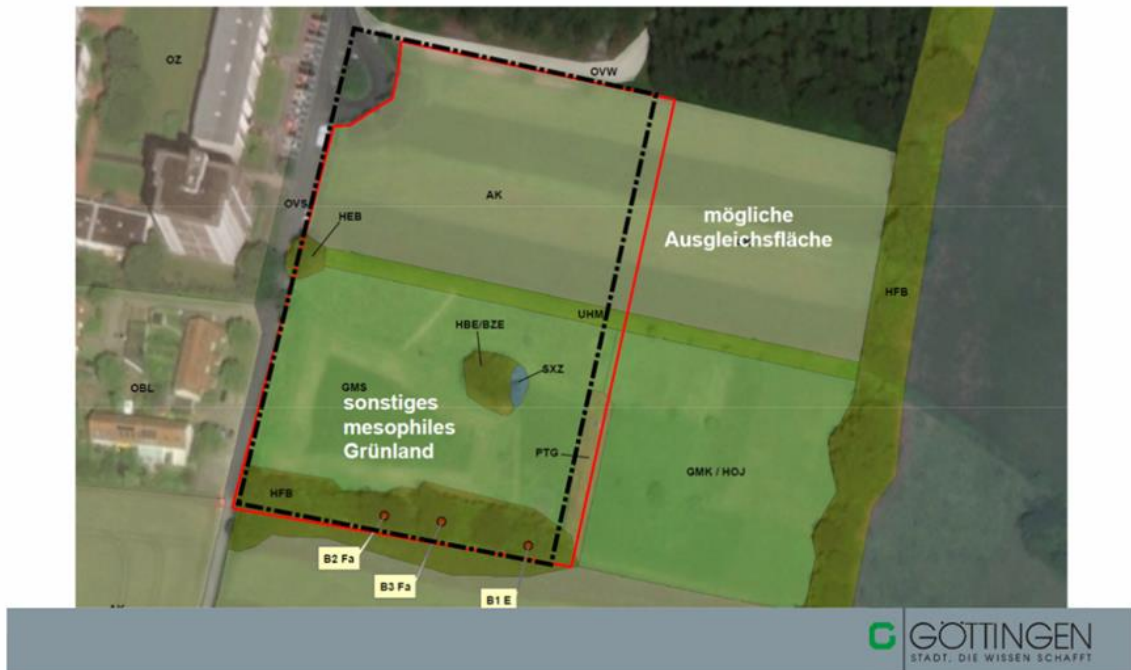 OZ
OVW
AK
OVS
HEB
mögliche
Ausgleichsfläche
HFB
UHM
HBE/BZE
SXZ
OBL
GMS
sonstiges
mesophiles
Grünland
PTG
GMK / HOJ
HFB
B2 Fa
B3 Fa
B1 E
GÖTTINGEN
STADT, DIE WISSEN SCHAFFT